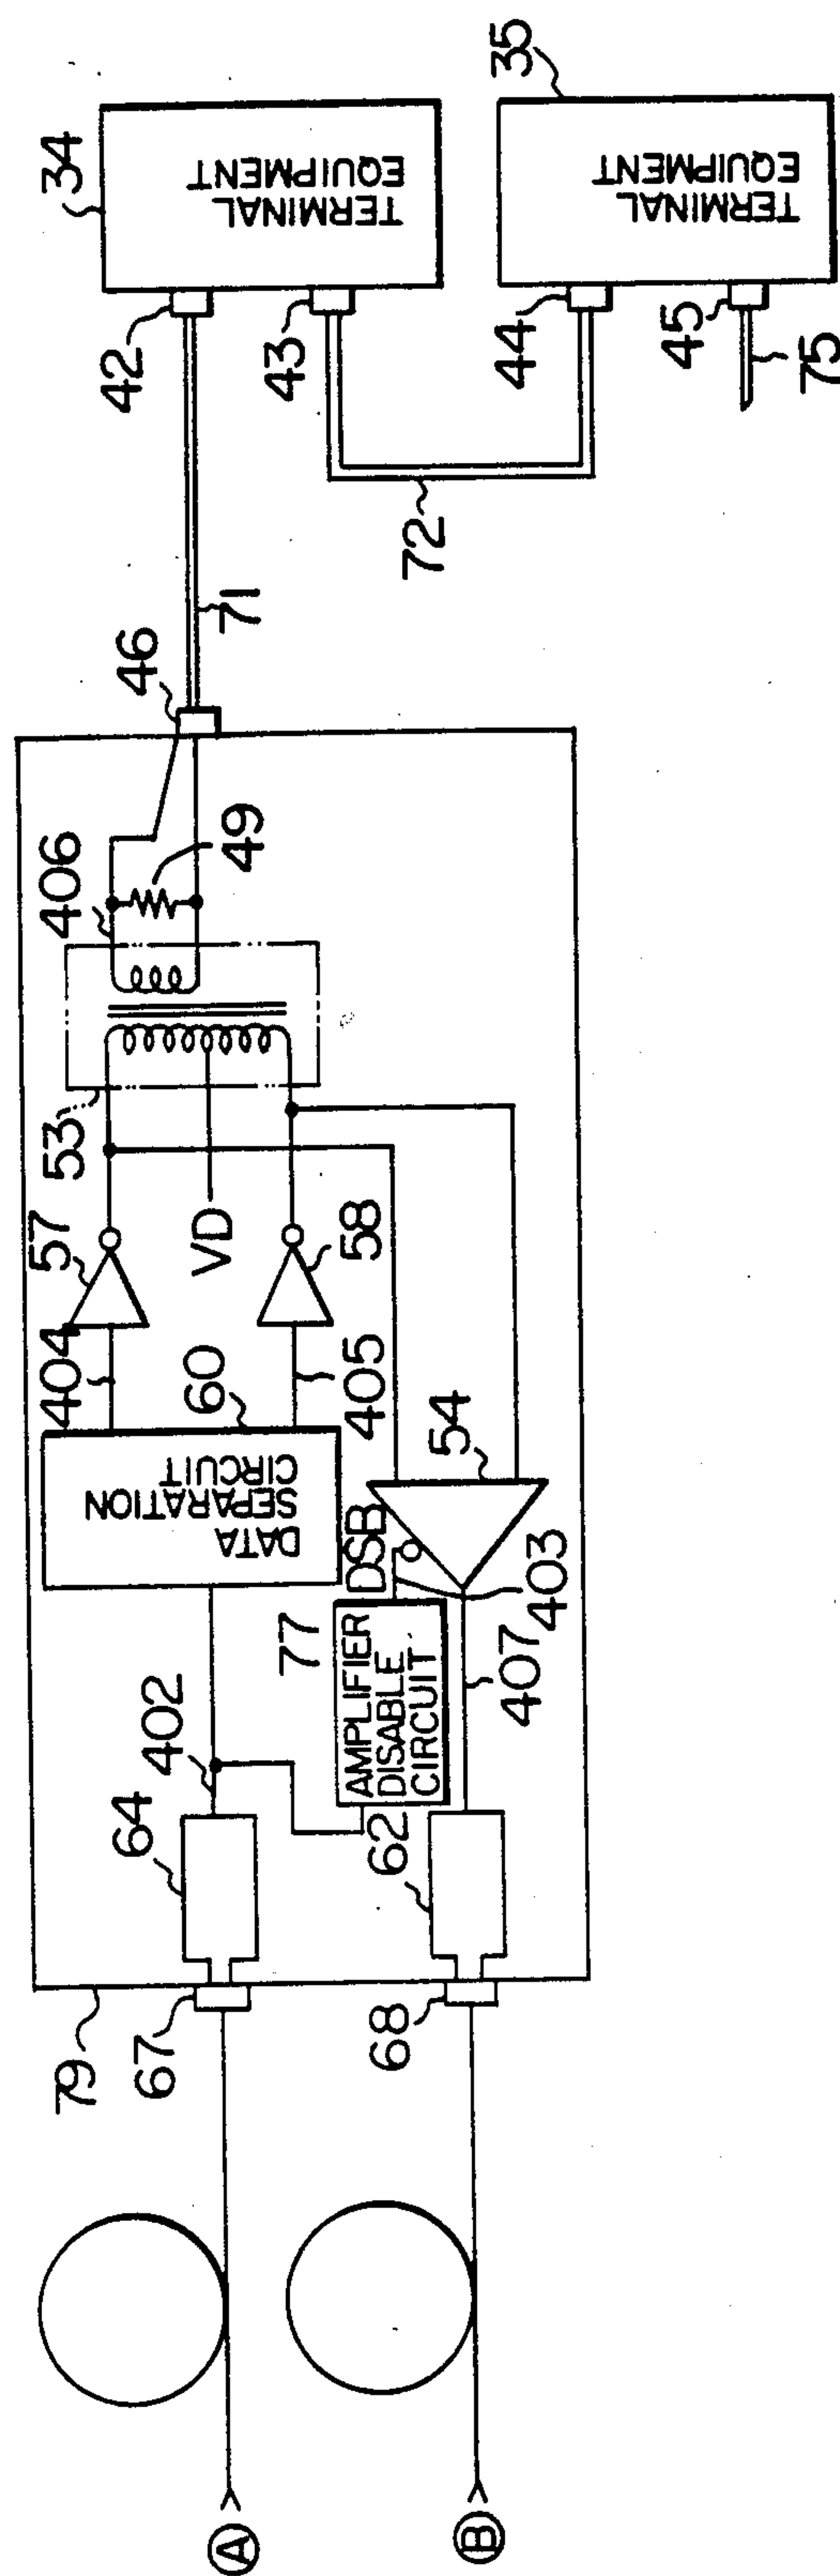 34
TERMINAL
EQUIPMENT
35
TERMINAL
EQUIPMENT
42
43
44
45
75
72
71
46
49
406
53
VD
57
58
404
405
60
DATA
SEPARATION
CIRCUIT
54
DSB
403
77
AMPLIFIER
DISABLE
CIRCUIT
407
402
64
62
79
67
68
A
B